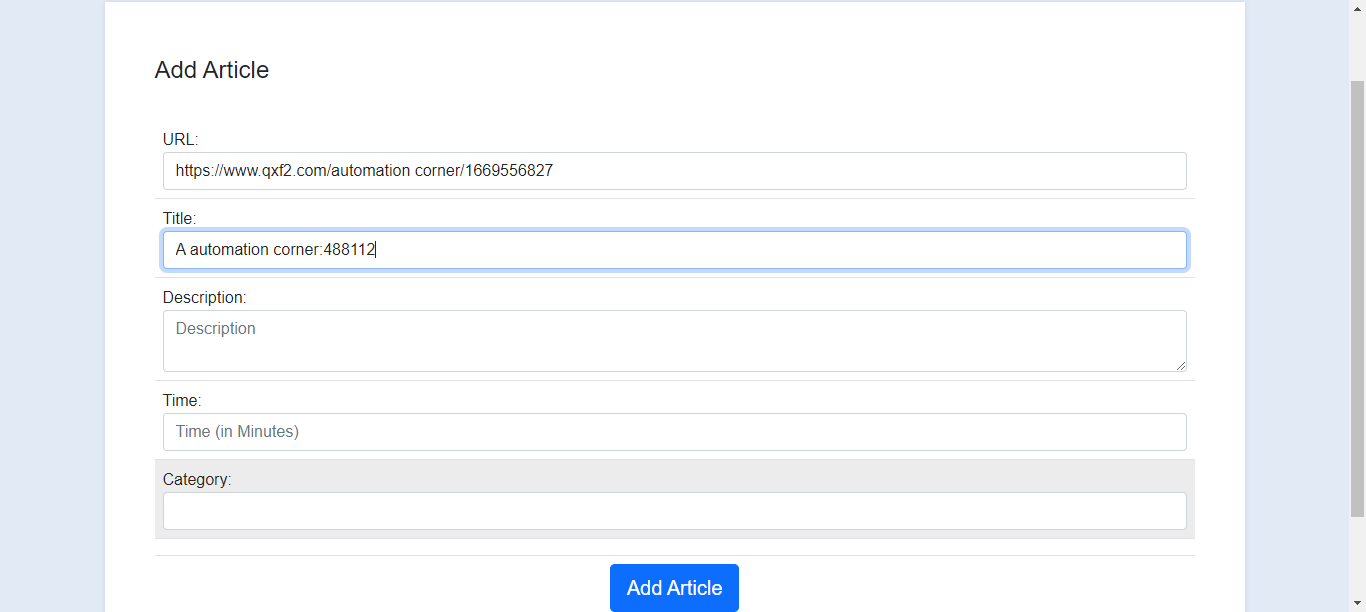 Add Article
URL:
https://www.qxf2.com/automation corner/1669556827
Title:
A automation corner:488112
Description:
Description
Time:
Time (in Minutes)
Category:
Add Article